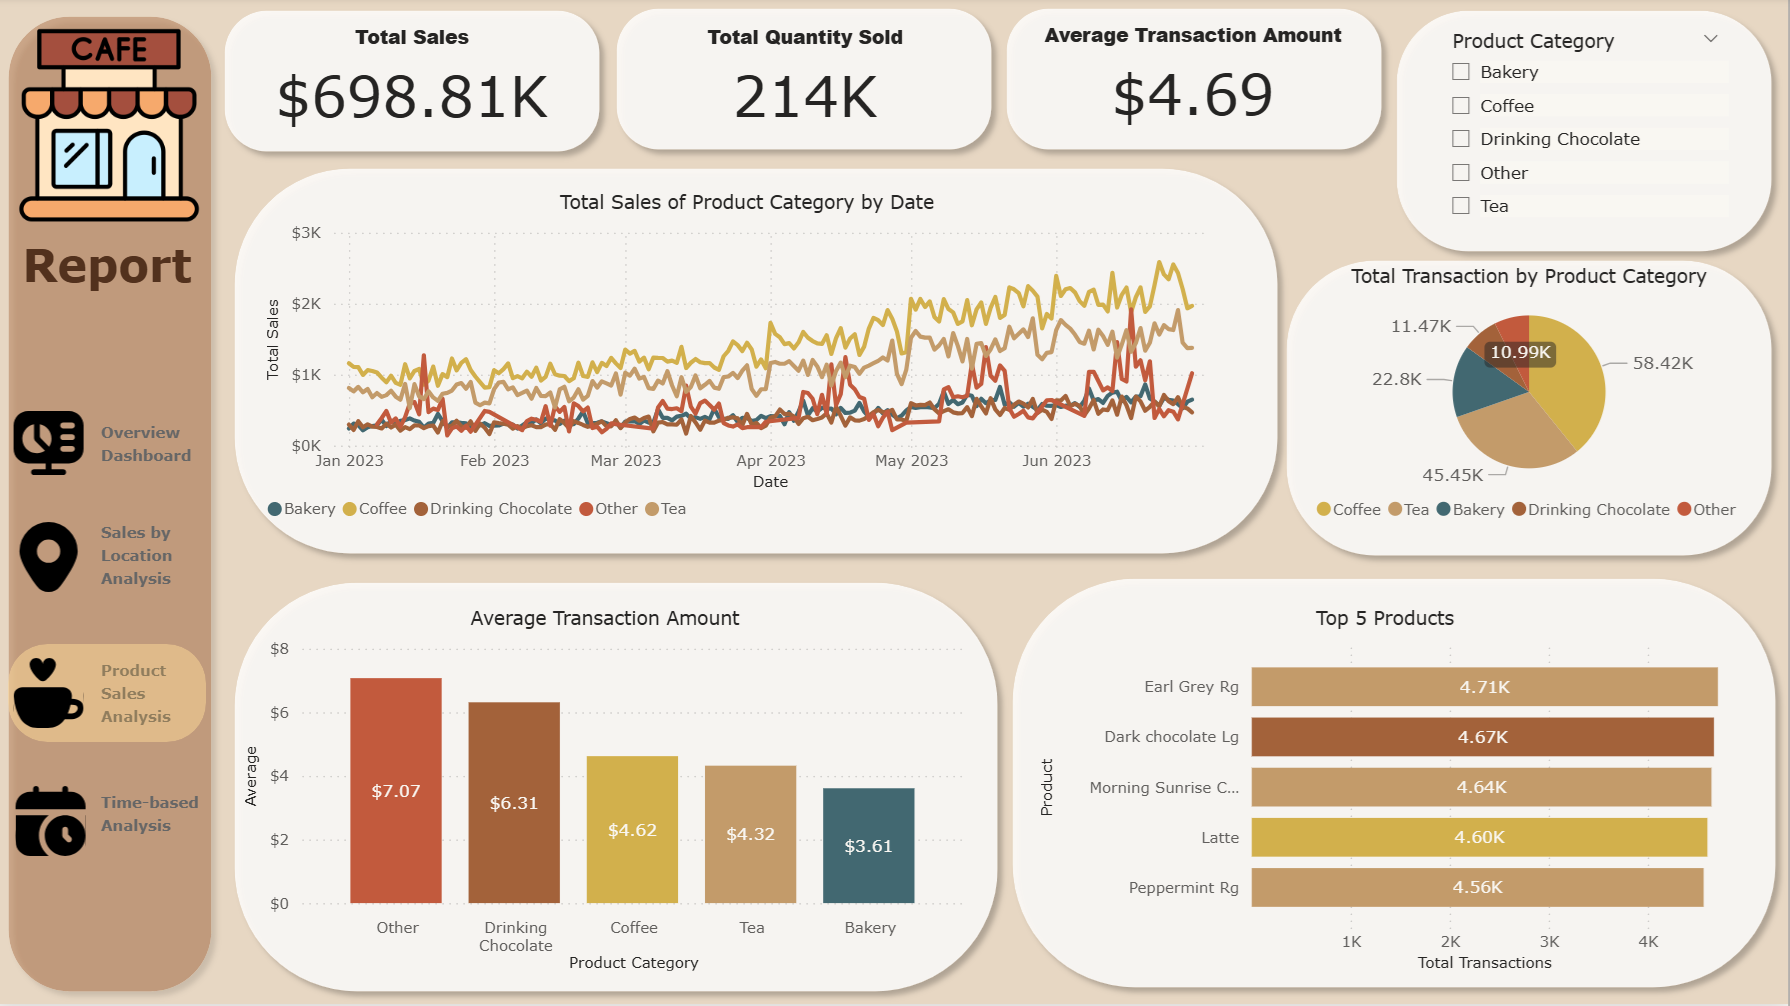 CAFE
Report
Overview
Dashboard
Sales by
Location
Analysis
Product
Sales
Analysis
Time-based
Analysis
Total Sales
$698.81K
Total Quantity Sold
214K
Average Transaction Amount
$4.69
Product Category
Bakery
Coffee
Drinking Chocolate
Other
Tea
Total Sales of Product Category by Date
Total Sales
$3K
$2K
$1K
$0K
Jan 2023 Feb 2023 Mar 2023 Apr 2023 May 2023 Jun 2023
Date
Bakery Coffee Drinking Chocolate Other Tea
Total Transaction by Product Category
11.47K
10.99K
58.42K
22.8K
45.45K
Coffee Tea Bakery Drinking Chocolate Other
Average Transaction Amount
Average
$8
$6
$4
$2
$0
$7.07
$6.31
$4.62
$4.32
$3.61
Other Drinking Coffee Tea Bakery
Chocolate
Product Category
Top 5 Products
Product
Earl Grey Rg 4.71K
Dark chocolate Lg 4.67K
Morning Sunrise C... 4.64K
Latte 4.60K
Peppermint Rg 4.56K
1K 2K 3K 4K
Total Transactions